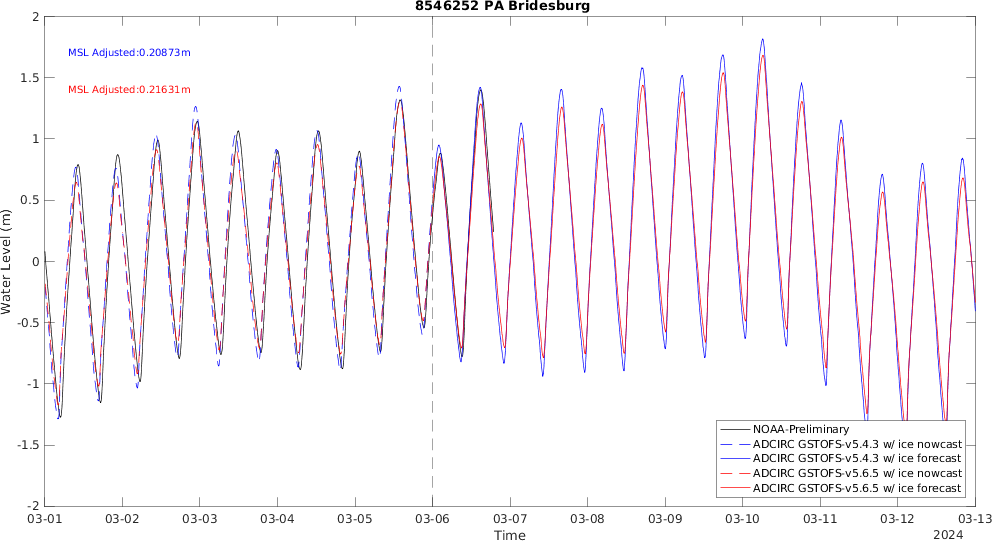 8546252 PA Bridesburg
MSL Adjusted:0.20873m
MSL Adjusted:0.21631m
Water Level (m)
2
1.5
1
0.5
0
-0.5
-1
-1.5
-2
NOAA-Preliminary
ADCIRC GSTOFS-v5.4.3 w/ ice nowcast
ADCIRC GSTOFS-v5.4.3 w/ ice forecast
ADCIRC GSTOFS-v5.6.5 w/ ice nowcast
ADCIRC GSTOFS-v5.6.5 w/ ice forecast
03-01 03-02 03-03 03-04 03-05 03-06 03-07 03-08 03-09 03-10 03-11 03-12 03-13
Time
2024